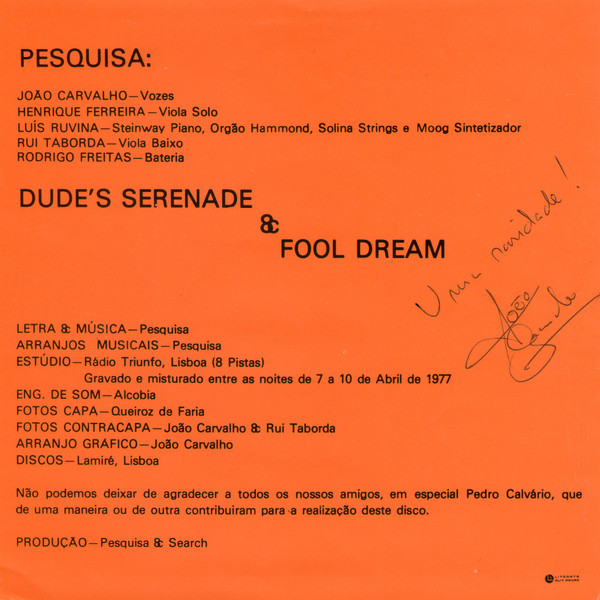 PESQUISA:
JOÃO CARVALHO—Vozes
HENRIQUE FERREIRA—Viola Solo
LUÍS RUVINA—Steinway Piano, Orgão Hammond, Solina Strings e Moog Sintetizador
RUI TABORDA—Viola Baixo
RODRIGO FREITAS—Bateria
DUDE'S SERENADE
&
FOOL DREAM
Uma raridade!
João
LETRA & MÚSICA—Pesquisa
ARRANJOS MUSICAIS—Pesquisa
ESTÚDIO—Rádio Triunfo, Lisboa (8 Pistas)
Gravado e misturado entre as noites de 7 a 10 de Abril de 1977
ENG. DE SOM—Alcobia
FOTOS CAPA—Queiroz de Faria
FOTOS CONTRACAPA—João Carvalho & Rui Taborda
ARRANJO GRÁFICO—João Carvalho
DISCOS—Lamiré, Lisboa
Não podemos deixar de agradecer a todos os nossos amigos, em especial Pedro Calvário, que
de uma maneira ou de outra contribuiram para a realização deste disco.
PRODUÇÃO—Pesquisa & Search